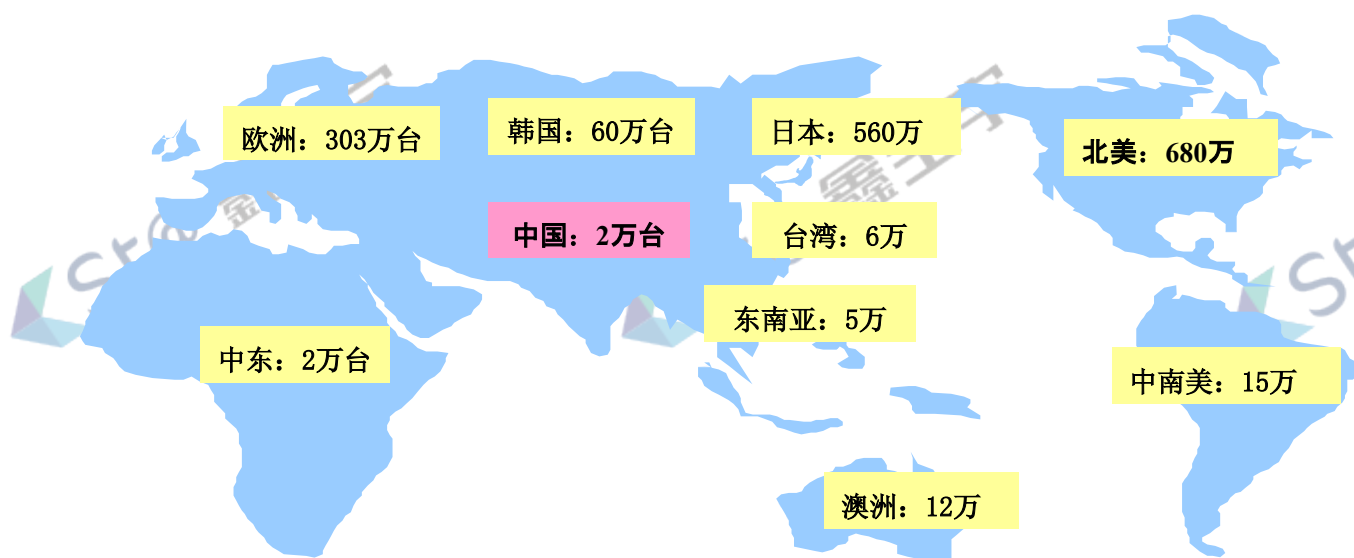 欧洲：303万台
韩国：60万台
日本：560万
北美：680万
中国：2万台
台湾：6万
东南亚：5万
中东：2万台
中南美：15万
澳洲：12万